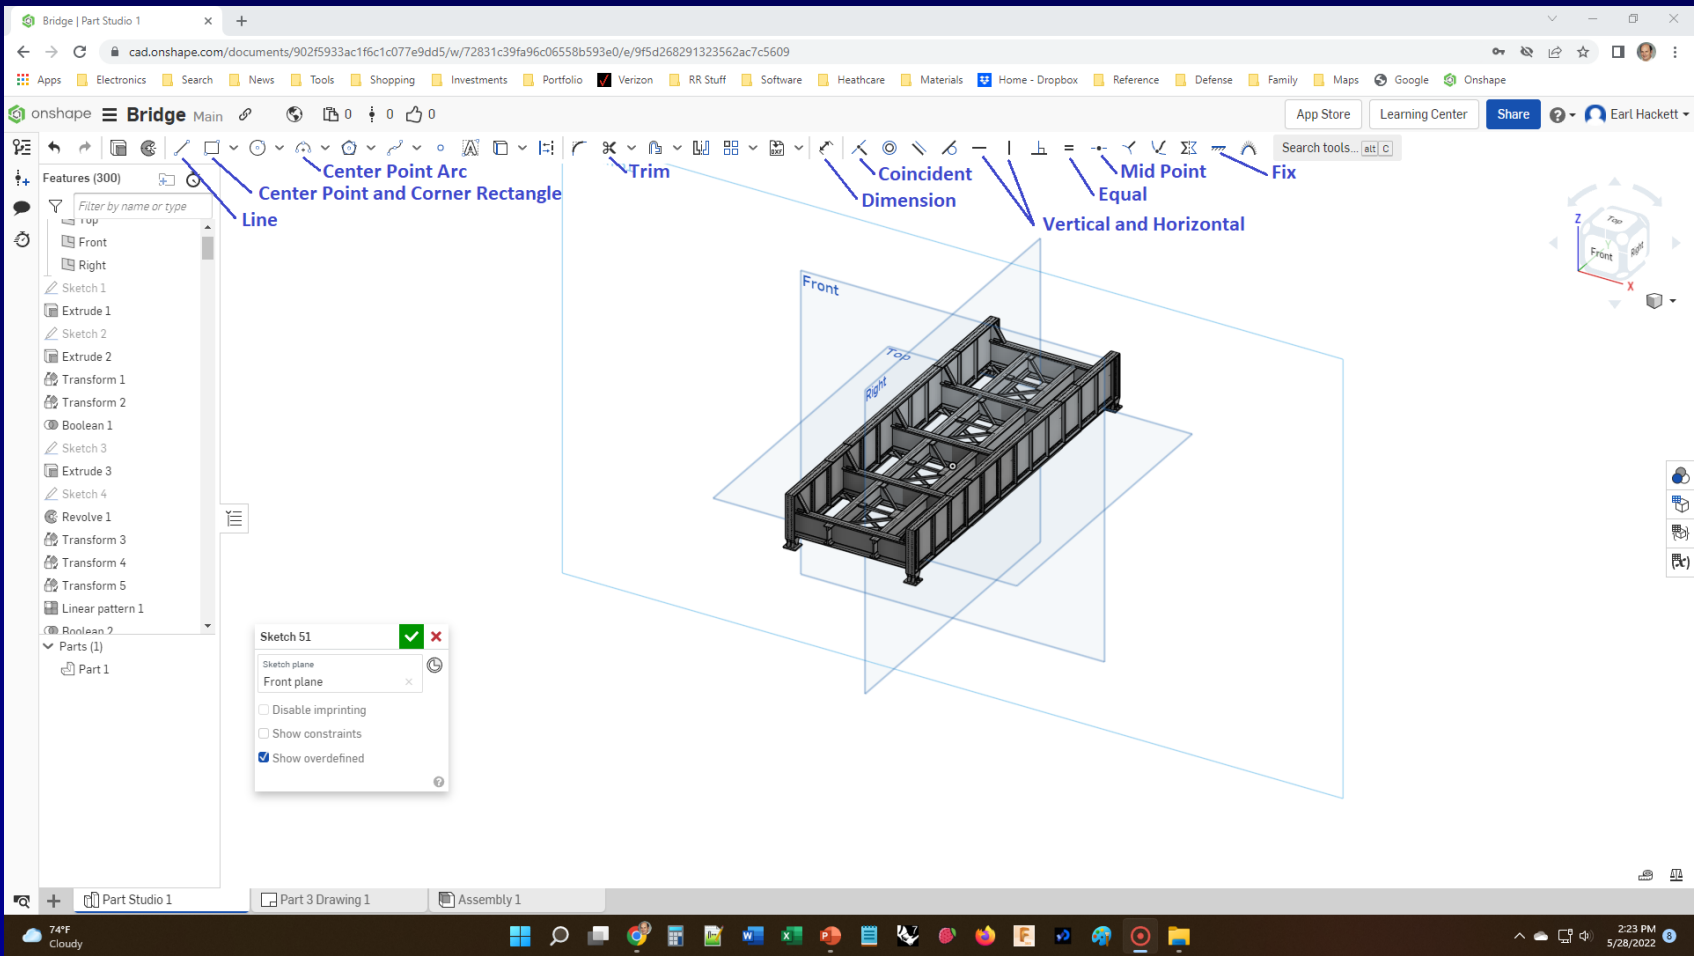 Bridge | Part Studio 1
cad.onshape.com/documents/902f5933ac1f6c1c077e9dd5/w/72831c39fa96c06558b593e0/e/9f5d268291323562ac7c5609
Apps Electronics Search News Tools Shopping Investments Portfolio Verizon RR Stuff Software Heathcare Materials Home - Dropbox Reference Defense Family Maps Google Onshape
onshape Bridge Main 0 0 0 App Store Learning Center Share Earl Hackett
Search tools... alt C
Center Point Arc Trim Coincident Mid Point Fix
Center Point and Corner Rectangle Dimension Equal
Line Vertical and Horizontal
Features (300)
Filter by name or type
Top
Front
Right
Sketch 1
Extrude 1
Sketch 2
Extrude 2
Transform 1
Transform 2
Boolean 1
Sketch 3
Extrude 3
Sketch 4
Revolve 1
Transform 3
Transform 4
Transform 5
Linear pattern 1
Boolean 2
Parts (1)
Part 1
Front
Top
Right
Z
Top
Y
Front Right
X
Sketch 51
Sketch plane
Front plane
Disable imprinting
Show constraints
Show overdefined
Part Studio 1 Part 3 Drawing 1 Assembly 1
74°F
Cloudy
2:23 PM
5/28/2022
8